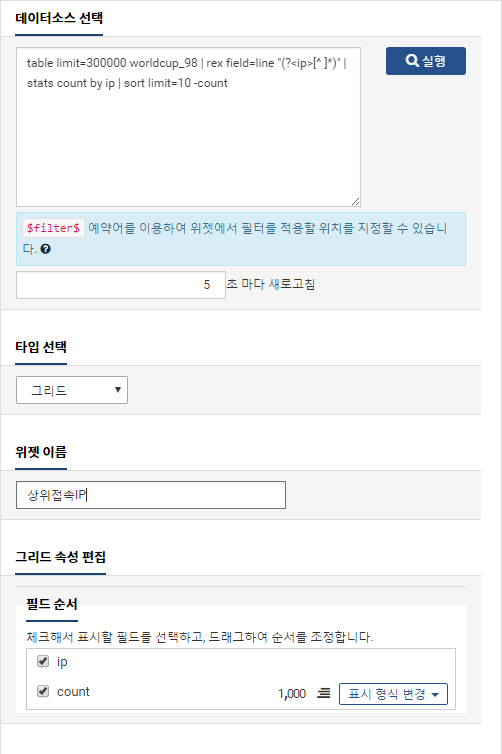 데이터소스 선택
table limit=300000 worldcup_98 | rex field=line "(?<ip>[^ ]*)" |
stats count by ip | sort limit=10 -count
실행
$filter$ 예약어를 이용하여 위젯에서 필터를 적용할 위치를 지정할 수 있습니
다.
5 초 마다 새로고침
타입 선택
그리드
위젯 이름
상위접속IP
그리드 속성 편집
필드 순서
체크해서 표시할 필드를 선택하고, 드래그하여 순서를 조정합니다.
ip
count 1,000 표시 형식 변경